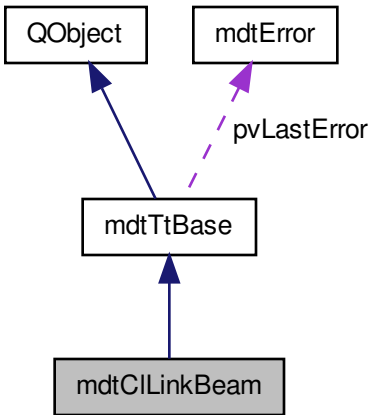 QObject
mdtError
pvLastError
mdtTtBase
mdtClLinkBeam